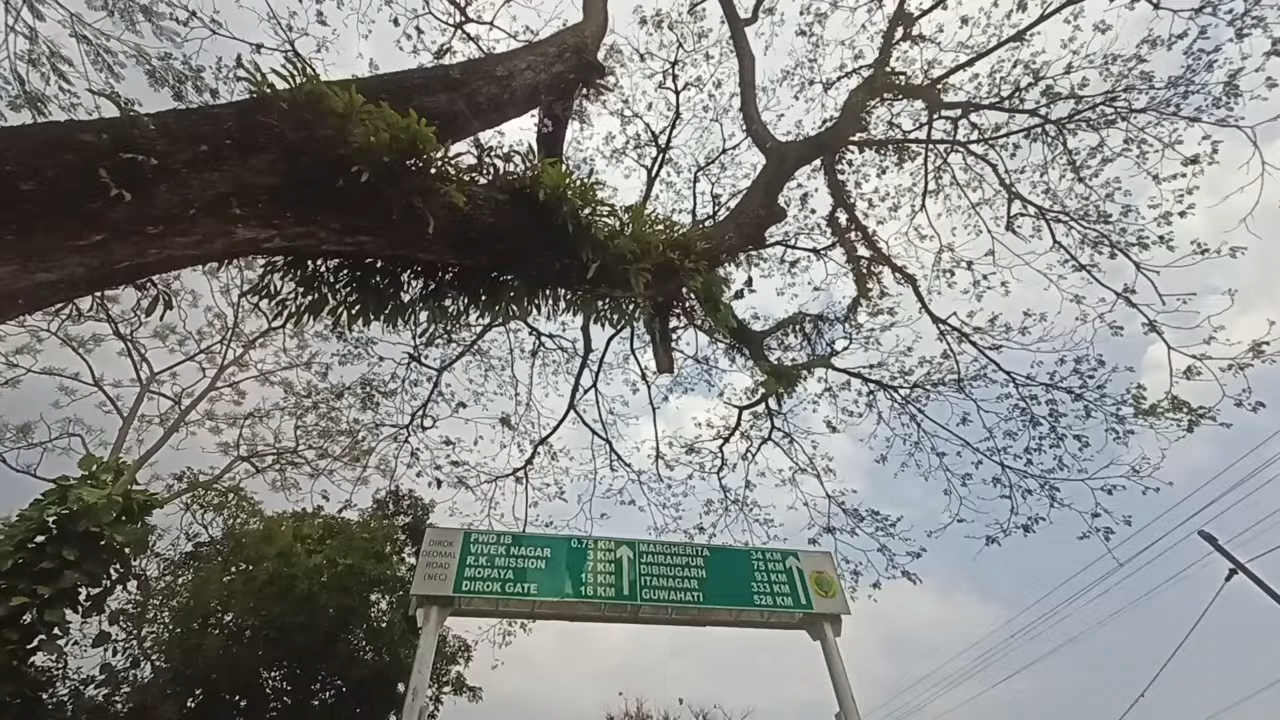 DIROK
DEOMAL
ROAD
(NEC)
PWD IB 0.75 KM
VIVEK NAGAR 3 KM
R.K. MISSION 7 KM
MOPAYA 15 KM
DIROK GATE 16 KM
MARGHERITA 34 KM
JAIRAMPUR 75 KM
DIBRUGARH 93 KM
ITANAGAR 333 KM
GUWAHATI 528 KM